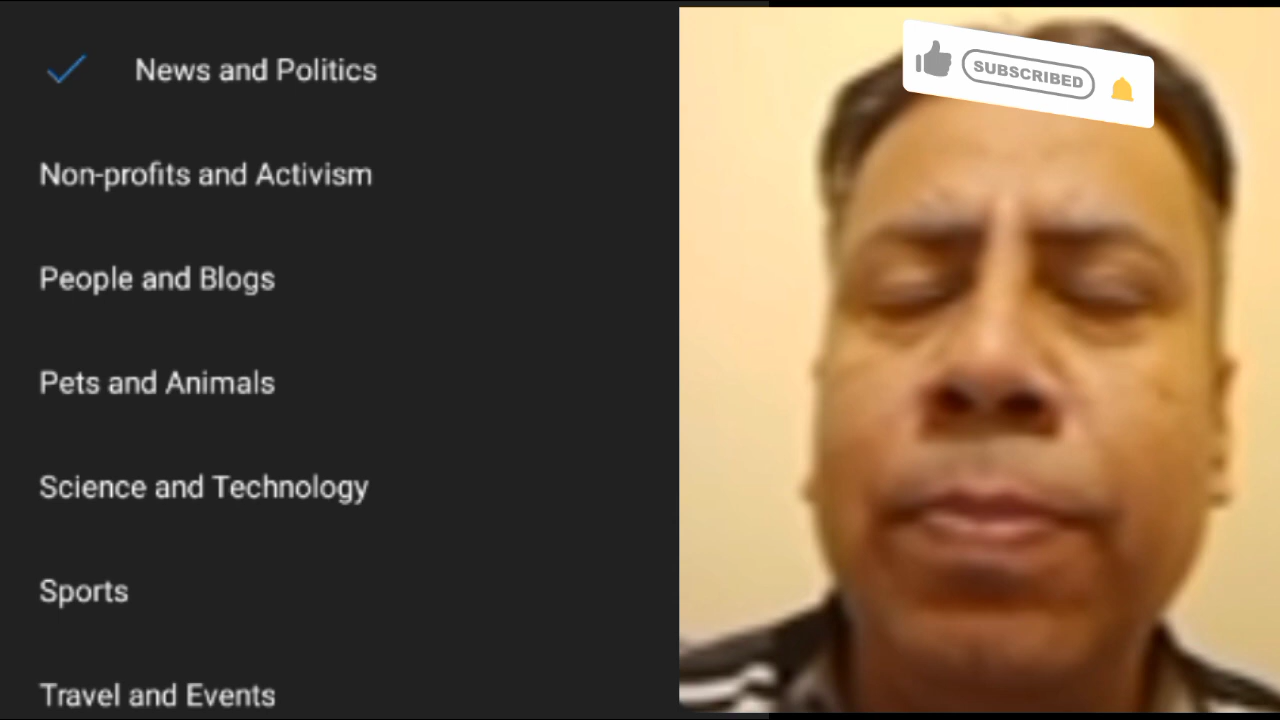 News and Politics
Non-profits and Activism
People and Blogs
Pets and Animals
Science and Technology
Sports
Travel and Events
SUBSCRIBED